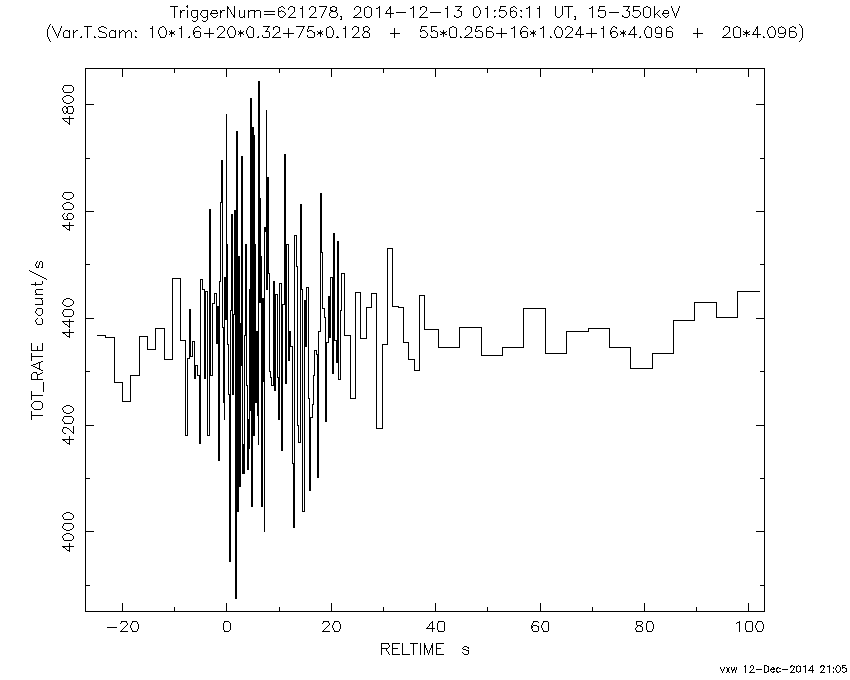 TriggerNum=621278, 2014-12-13 01:56:11 UT, 15-350keV
(Var.T.Sam: 10*1.6+20*0.32+75*0.128 + 55*0.256+16*1.024+16*4.096 + 20*4.096)
4800
4600
4400
4200
4000
TOT_RATE count/s
-20 0 20 40 60 80 100
RELTIME s
vxw 12-Dec-2014 21:05